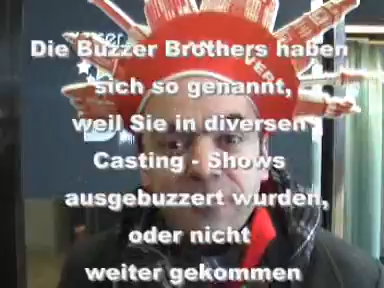 Die Buzzer Brothers haben
sich so genannt,
weil Sie in diversen
Casting - Shows
ausgebuzzert wurden,
oder nicht
weiter gekommen